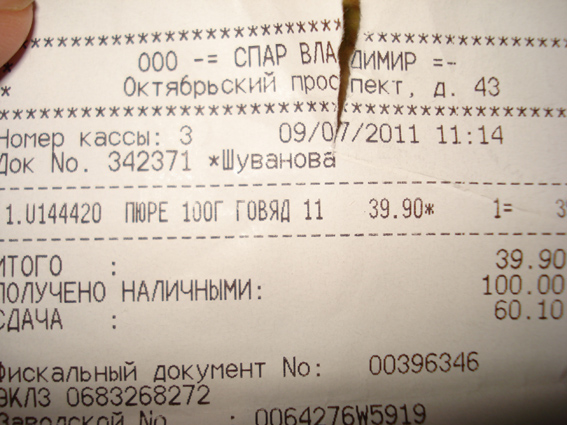 ************************************
ООО -= СПАР ВЛАДИМИР =-
* Октябрьский проспект, д. 43
************************************
Номер кассы: 3 09/07/2011 11:14
Док No. 342371 *Шуванова
------------------------------------
1.U144420 ПЮРЕ 100Г ГОВЯД 11 39.90* 1= 3
------------------------------------
ИТОГО : 39.90
ПОЛУЧЕНО НАЛИЧНЫМИ: 100.00
СДАЧА : 60.10
Фискальный документ No: 00396346
ЭКЛЗ 0683268272
Заводской No : 0064276W5919